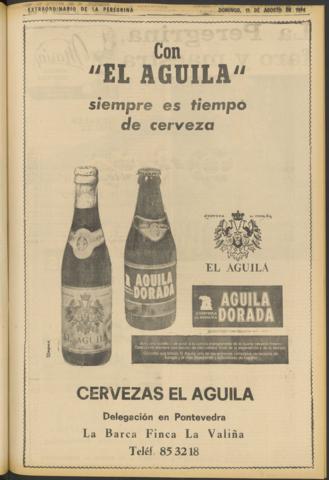 EXTRAORDINARIO DE LA PEREGRINA
DOMINGO, 11 DE AGOSTO DE 1974
Con
"EL AGUILA"
siempre es tiempo
de cerveza
EL AGUILA
AGUILA
DORADA
EL AGUILA
AGUILA
DORADA
CERVEZAS EL AGUILA
Delegación en Pontevedra
La Barca Finca La Valiña
Teléf. 85 32 18